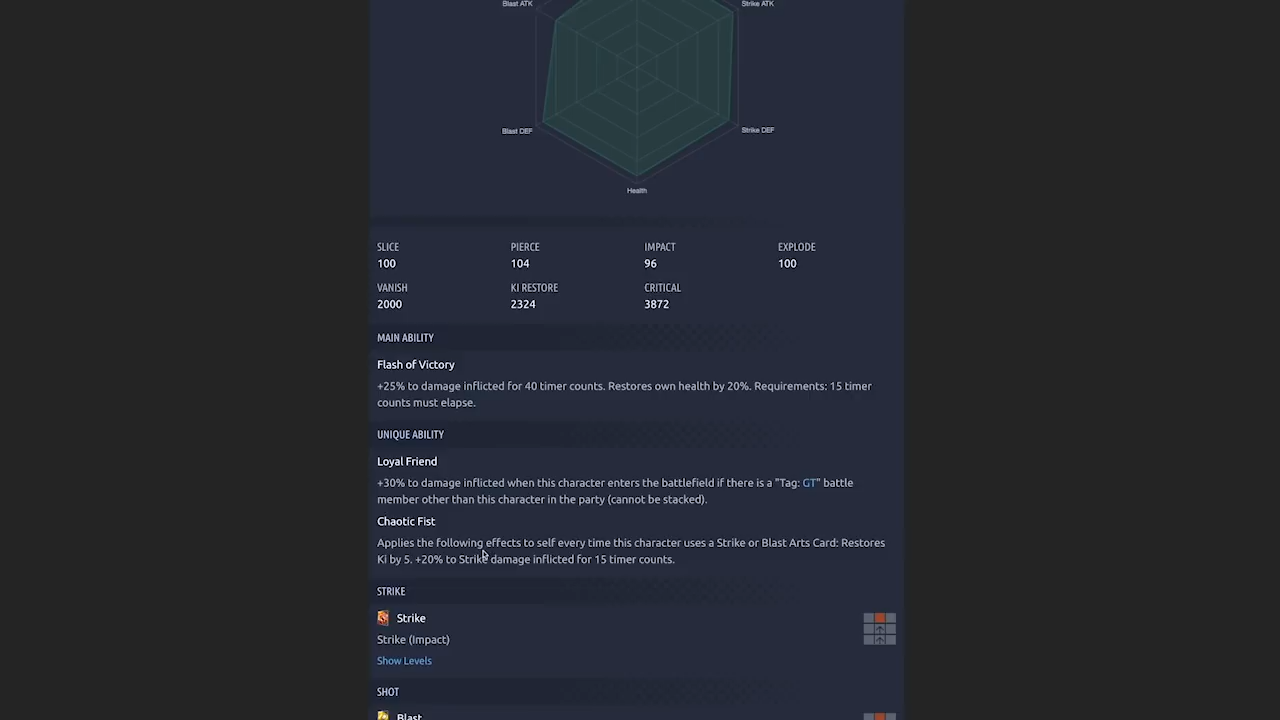 Blast ATK
Strike ATK
Blast DEF
Strike DEF
Health
SLICE
PIERCE
IMPACT
EXPLODE
100
104
96
100
VANISH
KI RESTORE
CRITICAL
2000
2324
3872
MAIN ABILITY
Flash of Victory
+25% to damage inflicted for 40 timer counts. Restores own health by 20%. Requirements: 15 timer
counts must elapse.
UNIQUE ABILITY
Loyal Friend
+30% to damage inflicted when this character enters the battlefield if there is a "Tag: GT" battle
member other than this character in the party (cannot be stacked).
Chaotic Fist
Applies the following effects to self every time this character uses a Strike or Blast Arts Card: Restores
Ki by 5. +20% to Strike damage inflicted for 15 timer counts.
STRIKE
Strike
Strike (Impact)
Show Levels
SHOT
Blast